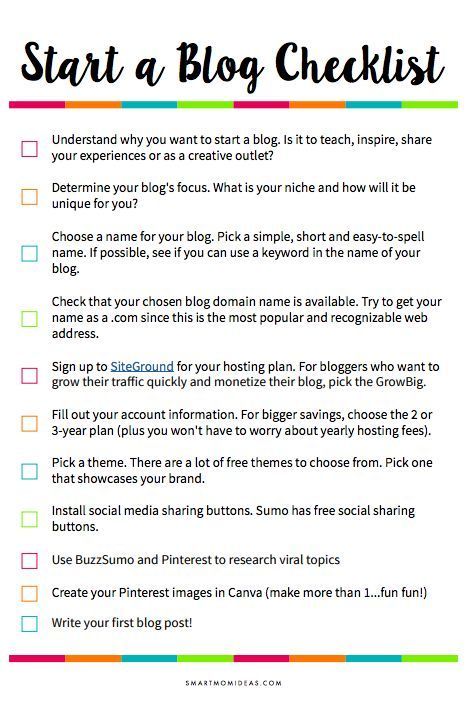 Start a Blog Checklist
Understand why you want to start a blog. Is it to teach, inspire, share
your experiences or as a creative outlet?
Determine your blog's focus. What is your niche and how will it be
unique for you?
Choose a name for your blog. Pick a simple, short and easy-to-spell
name. If possible, see if you can use a keyword in the name of your
blog.
Check that your chosen blog domain name is available. Try to get your
name as a .com since this is the most popular and recognizable web
address.
Sign up to SiteGround for your hosting plan. For bloggers who want to
grow their traffic quickly and monetize their blog, pick the GrowBig.
Fill out your account information. For bigger savings, choose the 2 or
3-year plan (plus you won't have to worry about yearly hosting fees).
Pick a theme. There are a lot of free themes to choose from. Pick one
that showcases your brand.
Install social media sharing buttons. Sumo has free social sharing
buttons.
Use BuzzSumo and Pinterest to research viral topics
Create your Pinterest images in Canva (make more than 1...fun fun!)
Write your first blog post!
SMARTMOMIDEAS.COM